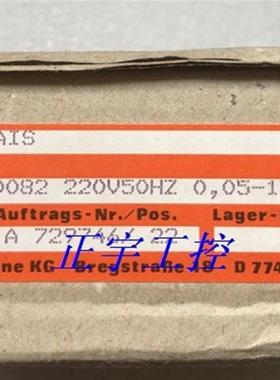 AIS
0082 220V50HZ 0,05-1
Auftrags-Nr./Pos. Lager-
A 729746 22
正宇工控
ne KG Bregstraße 18 D 774